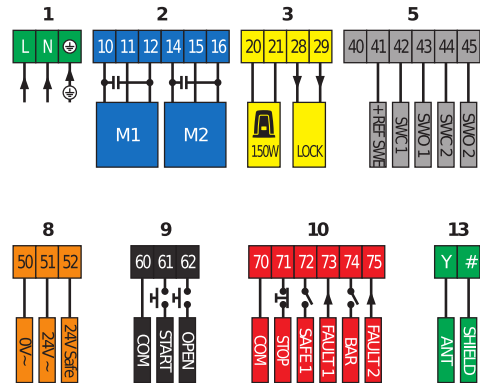 1 2 3 5
L N 10 11 12 14 15 16 20 21 28 29 40 41 42 43 44 45
M1 M2 150W LOCK +REF SWE SWC 1 SWO 1 SWC 2 SWO 2
8 9 10 13
50 51 52 60 61 62 70 71 72 73 74 75 Y #
0V~ 24V~ 24V Safe COM START OPEN COM STOP SAFE 1 FAULT 1 BAR FAULT 2 ANT SHIELD